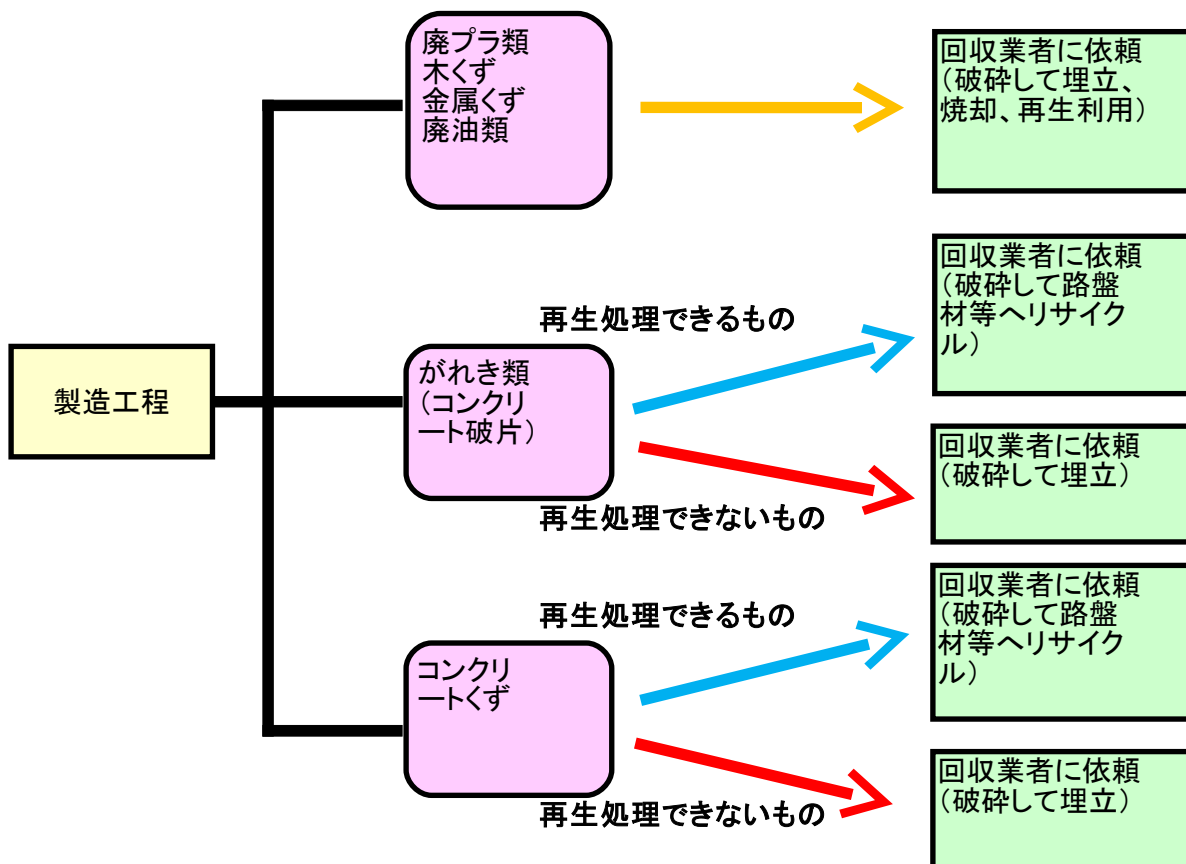 廃プラ類
木くず
金属くず
廃油類
回収業者に依頼
（破砕して埋立、
焼却、再生利用）
製造工程
再生処理できるもの
がれき類
（コンクリ
ート破片）
再生処理できないもの
回収業者に依頼
（破砕して路盤
材等へリサイク
ル）
回収業者に依頼
（破砕して埋立）
再生処理できるもの
コンクリ
ートくず
再生処理できないもの
回収業者に依頼
（破砕して路盤
材等へリサイク
ル）
回収業者に依頼
（破砕して埋立）